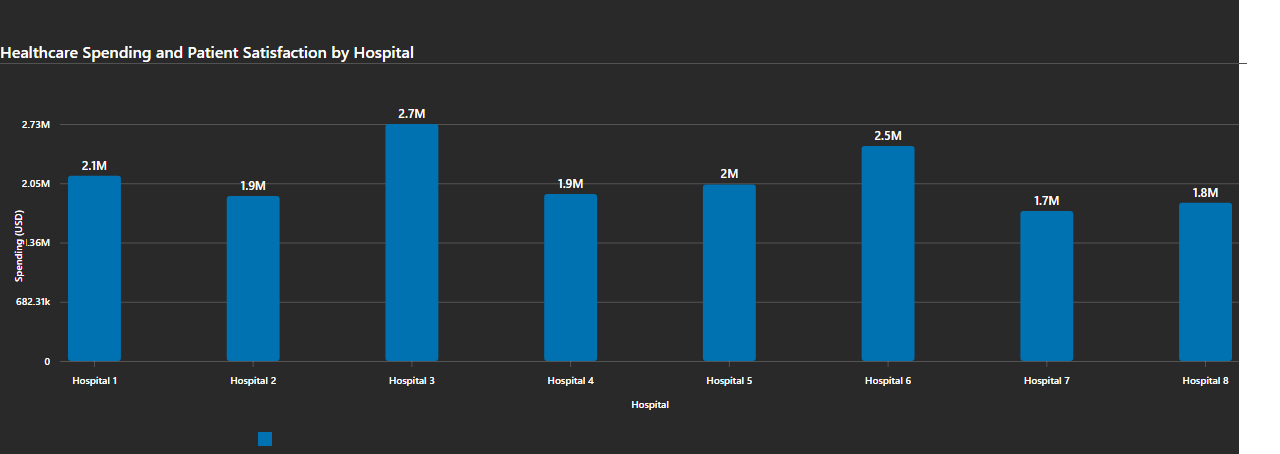 Healthcare Spending and Patient Satisfaction by Hospital
2.73M
2.05M
1.36M
682.31k
0
Spending (USD)
2.1M
1.9M
2.7M
1.9M
2M
2.5M
1.7M
1.8M
Hospital 1
Hospital 2
Hospital 3
Hospital 4
Hospital 5
Hospital 6
Hospital 7
Hospital 8
Hospital